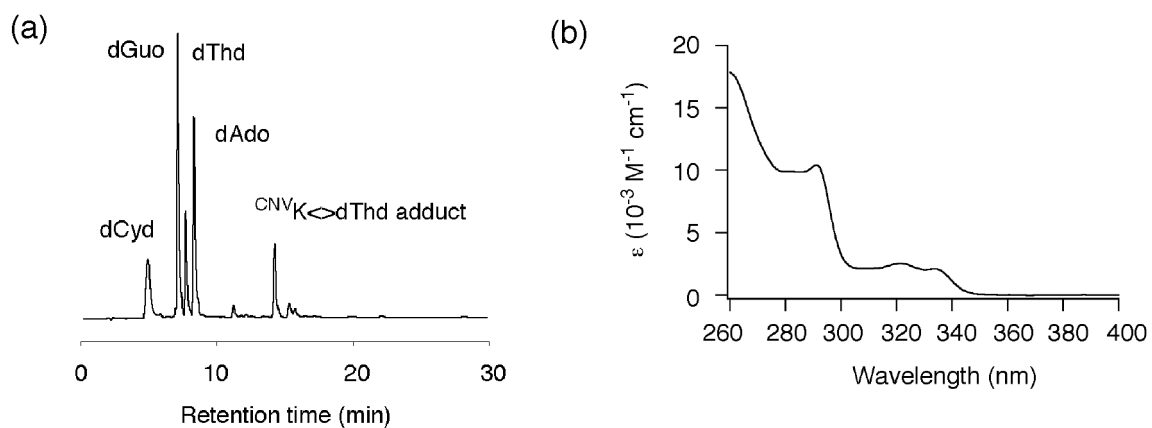 (a)
dGuo
dThd
dAdo
CNVK<>dThd adduct
dCyd
0
10
20
30
Retention time (min)
(b)
20
15
10
5
0
ε (10-3 M-1 cm-1)
260
280
300
320
340
360
380
400
Wavelength (nm)